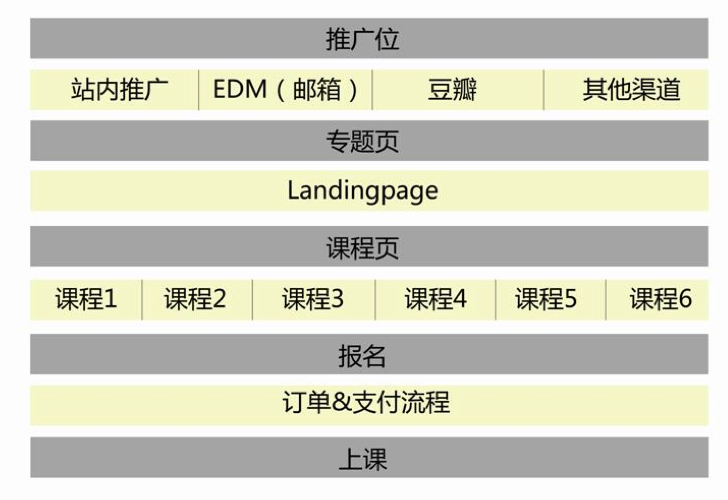 推广位
站内推广 EDM（邮箱） 豆瓣 其他渠道
专题页
Landingpage
课程页
课程1 课程2 课程3 课程4 课程5 课程6
报名
订单&支付流程
上课